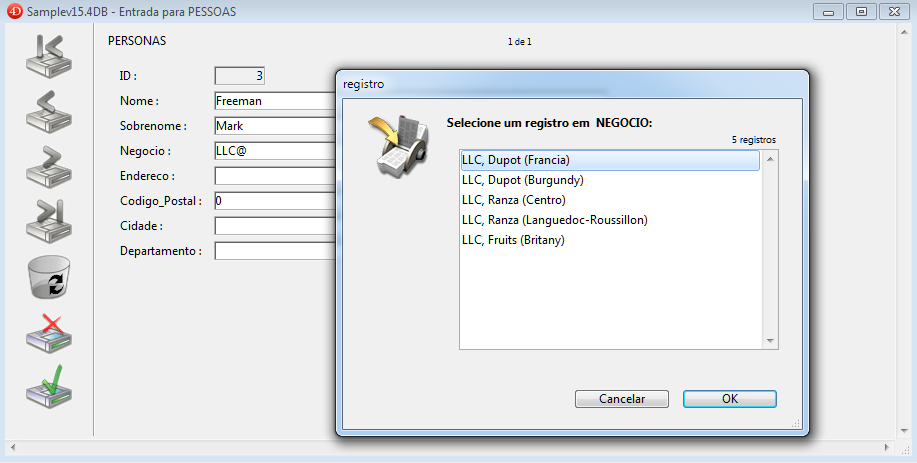 4D Samplev15.4DB - Entrada para PESSOAS
PERSONAS
1 de 1
ID :
3
Nome :
Freeman
Sobrenome :
Mark
Negocio :
LLC@
Endereco :
Codigo_Postal :
0
Cidade :
Departamento :
registro
Selecione um registro em NEGOCIO:
5 registros
LLC, Dupot (Francia)
LLC, Dupot (Burgundy)
LLC, Ranza (Centro)
LLC, Ranza (Languedoc-Roussillon)
LLC, Fruits (Britany)
Cancelar
OK